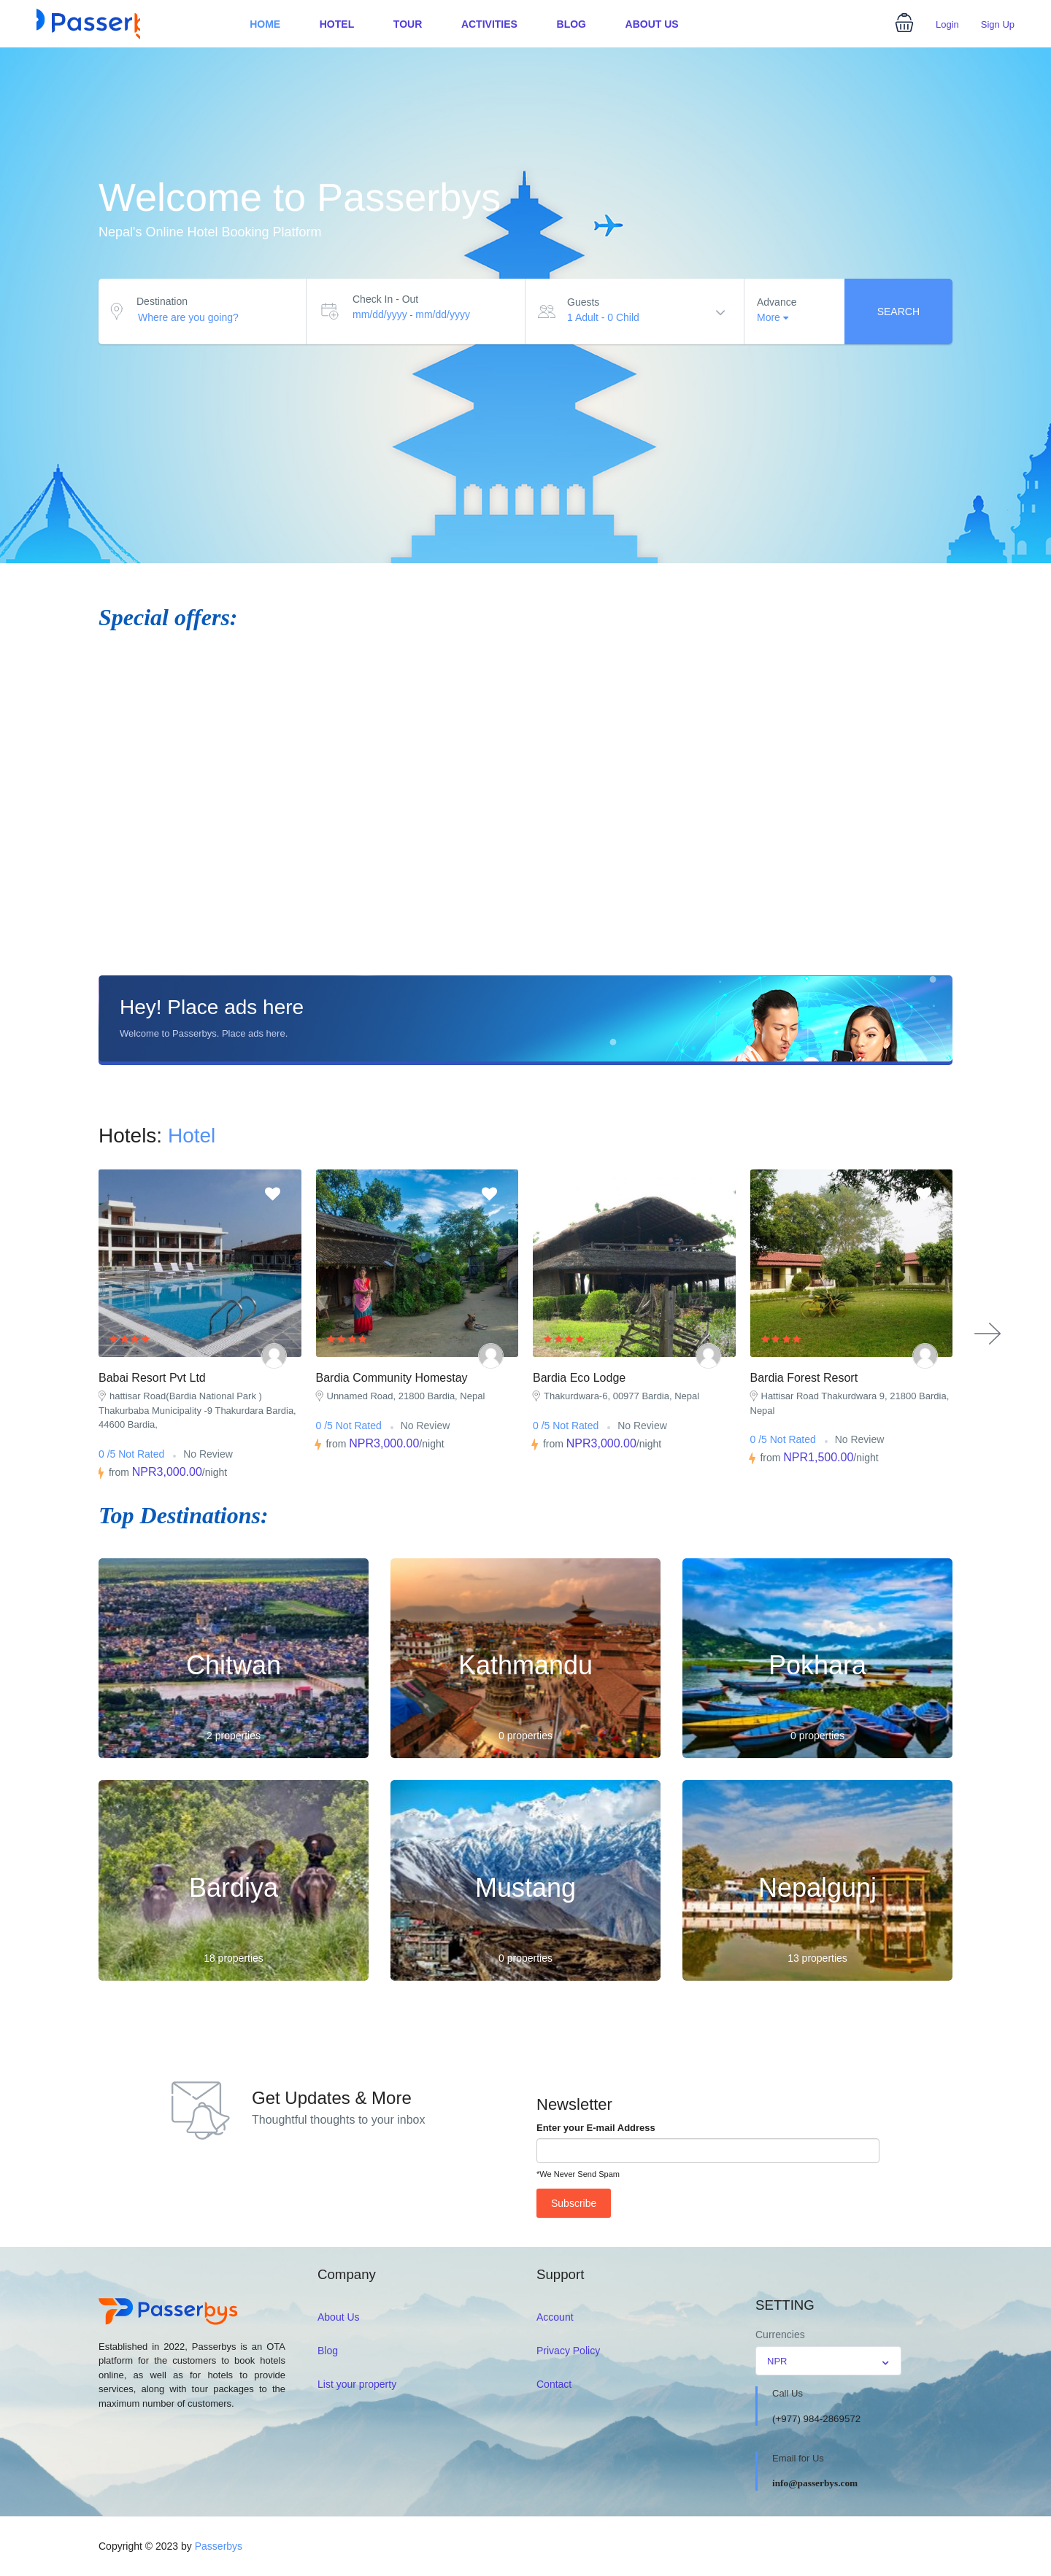 Passerb
HOME
HOTEL
TOUR
ACTIVITIES
BLOG
ABOUT US
Login
Sign Up
Welcome to Passerbys
Nepal's Online Hotel Booking Platform
Destination
Where are you going?
Check In - Out
mm/dd/yyyy - mm/dd/yyyy
Guests
1 Adult - 0 Child
Advance
More
SEARCH
Special offers:
Hey! Place ads here
Welcome to Passerbys. Place ads here.
Hotels: Hotel
Babai Resort Pvt Ltd
hattisar Road(Bardia National Park )
Thakurbaba Municipality -9 Thakurdara Bardia,
44600 Bardia,
0 /5 Not Rated
No Review
from NPR3,000.00/night
Bardia Community Homestay
Unnamed Road, 21800 Bardia, Nepal
0 /5 Not Rated
No Review
from NPR3,000.00/night
Bardia Eco Lodge
Thakurdwara-6, 00977 Bardia, Nepal
0 /5 Not Rated
No Review
from NPR3,000.00/night
Bardia Forest Resort
Hattisar Road Thakurdwara 9, 21800 Bardia,
Nepal
0 /5 Not Rated
No Review
from NPR1,500.00/night
Top Destinations:
Chitwan
2 properties
Kathmandu
0 properties
Pokhara
0 properties
Bardiya
18 properties
Mustang
0 properties
Nepalgunj
13 properties
Get Updates & More
Thoughtful thoughts to your inbox
Newsletter
Enter your E-mail Address
*We Never Send Spam
Subscribe
Passerbys
Established in 2022, Passerbys is an OTA
platform for the customers to book hotels
online, as well as for hotels to provide
services, along with tour packages to the
maximum number of customers.
Company
About Us
Blog
List your property
Support
Account
Privacy Policy
Contact
SETTING
Currencies
NPR
Call Us
(+977) 984-2869572
Email for Us
info@passerbys.com
Copyright © 2023 by Passerbys